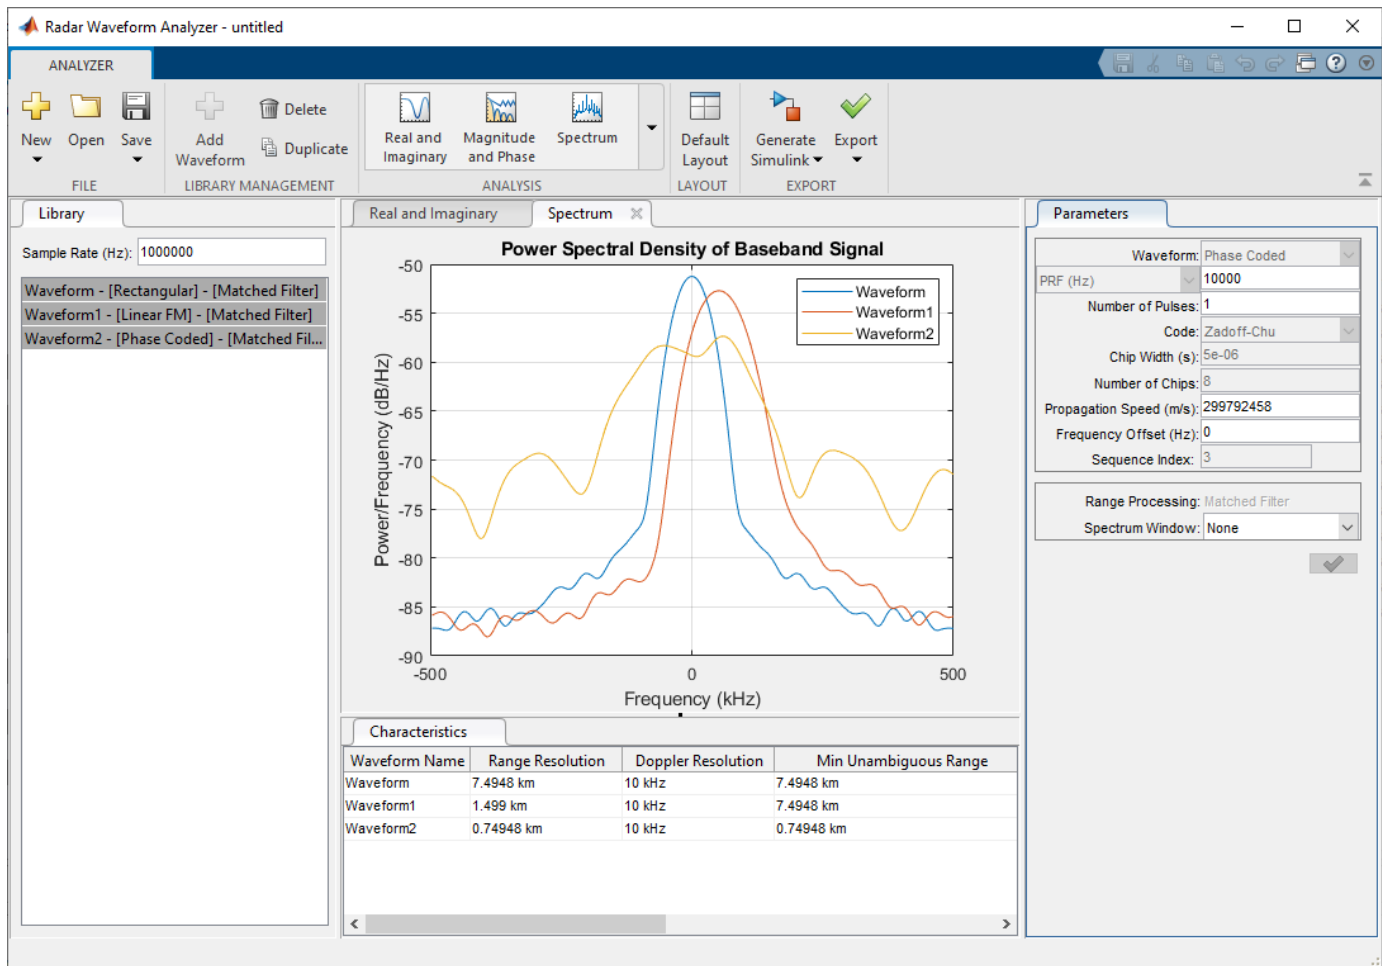 Radar Waveform Analyzer - untitled
ANALYZER
New
Open
Save
Add
Waveform
Delete
Duplicate
Real and
Imaginary
Magnitude
and Phase
Spectrum
Default
Layout
Generate
Simulink
Export
FILE
LIBRARY MANAGEMENT
ANALYSIS
LAYOUT
EXPORT
Library
Sample Rate (Hz): 1000000
Waveform - [Rectangular] - [Matched Filter]
Waveform1 - [Linear FM] - [Matched Filter]
Waveform2 - [Phase Coded] - [Matched Fil...
Real and Imaginary
Spectrum
Power Spectral Density of Baseband Signal
Waveform
Waveform1
Waveform2
-50
-55
-60
-65
-70
-75
-80
-85
-90
Power/Frequency (dB/Hz)
-500
0
500
Frequency (kHz)
Characteristics
Waveform Name Range Resolution Doppler Resolution Min Unambiguous Range
Waveform 7.4948 km 10 kHz 7.4948 km
Waveform1 1.499 km 10 kHz 7.4948 km
Waveform2 0.74948 km 10 kHz 0.74948 km
Parameters
Waveform: Phase Coded
PRF (Hz) 10000
Number of Pulses: 1
Code: Zadoff-Chu
Chip Width (s): 5e-06
Number of Chips: 8
Propagation Speed (m/s): 299792458
Frequency Offset (Hz): 0
Sequence Index: 3
Range Processing: Matched Filter
Spectrum Window: None